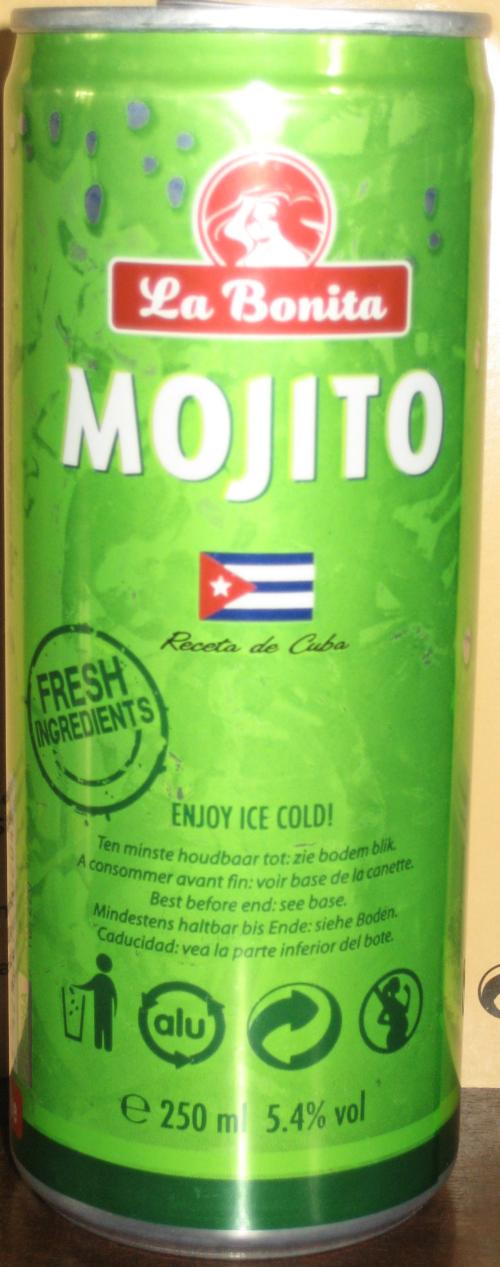 La Bonita
MOJITO
Receta de Cuba
FRESH
INGREDIENTS
ENJOY ICE COLD!
Ten minste houdbaar tot: zie bodem blik.
A consommer avant fin: voir base de la canette.
Best before end: see base.
Mindestens haltbar bis Ende: siehe Boden.
Caducidad: vea la parte inferior del bote.
alu
℮ 250 ml 5.4% vol